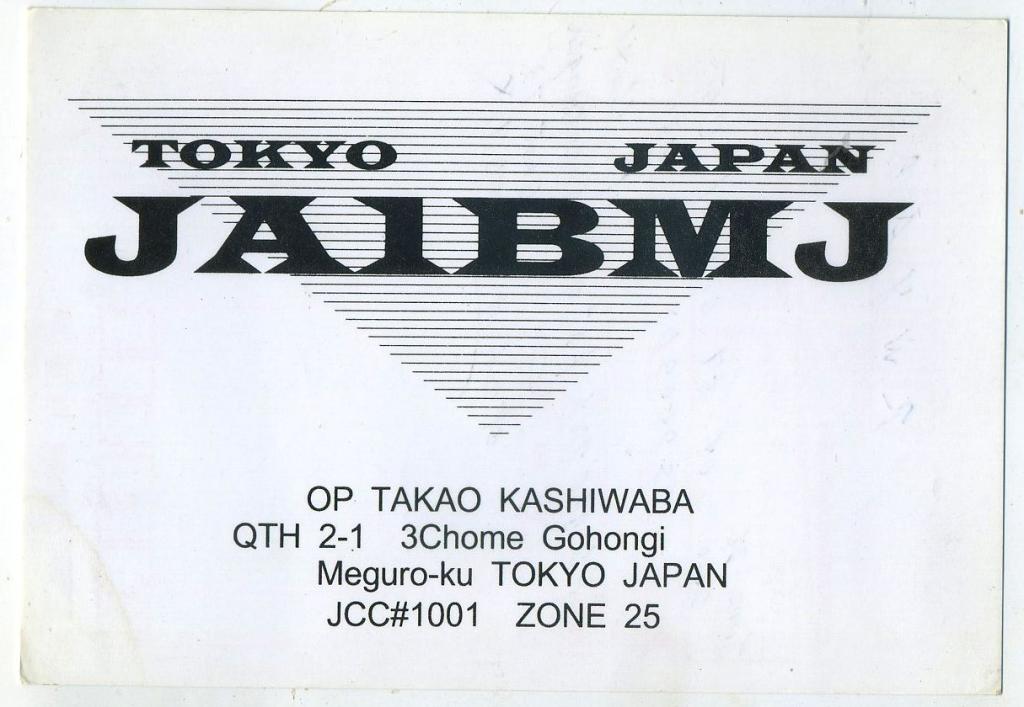 TOKYO JAPAN
JA1BMJ
OP TAKAO KASHIWABA
QTH 2-1 3Chome Gohongi
Meguro-ku TOKYO JAPAN
JCC#1001 ZONE 25